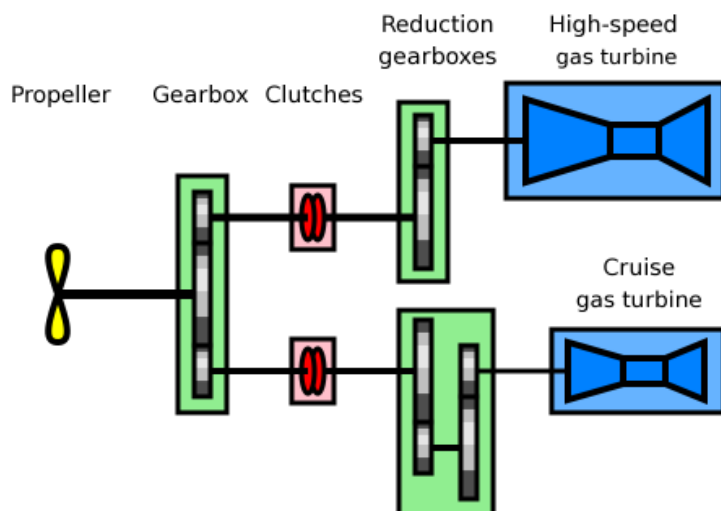 Reduction
gearboxes
High-speed
gas turbine
Propeller
Gearbox
Clutches
Cruise
gas turbine